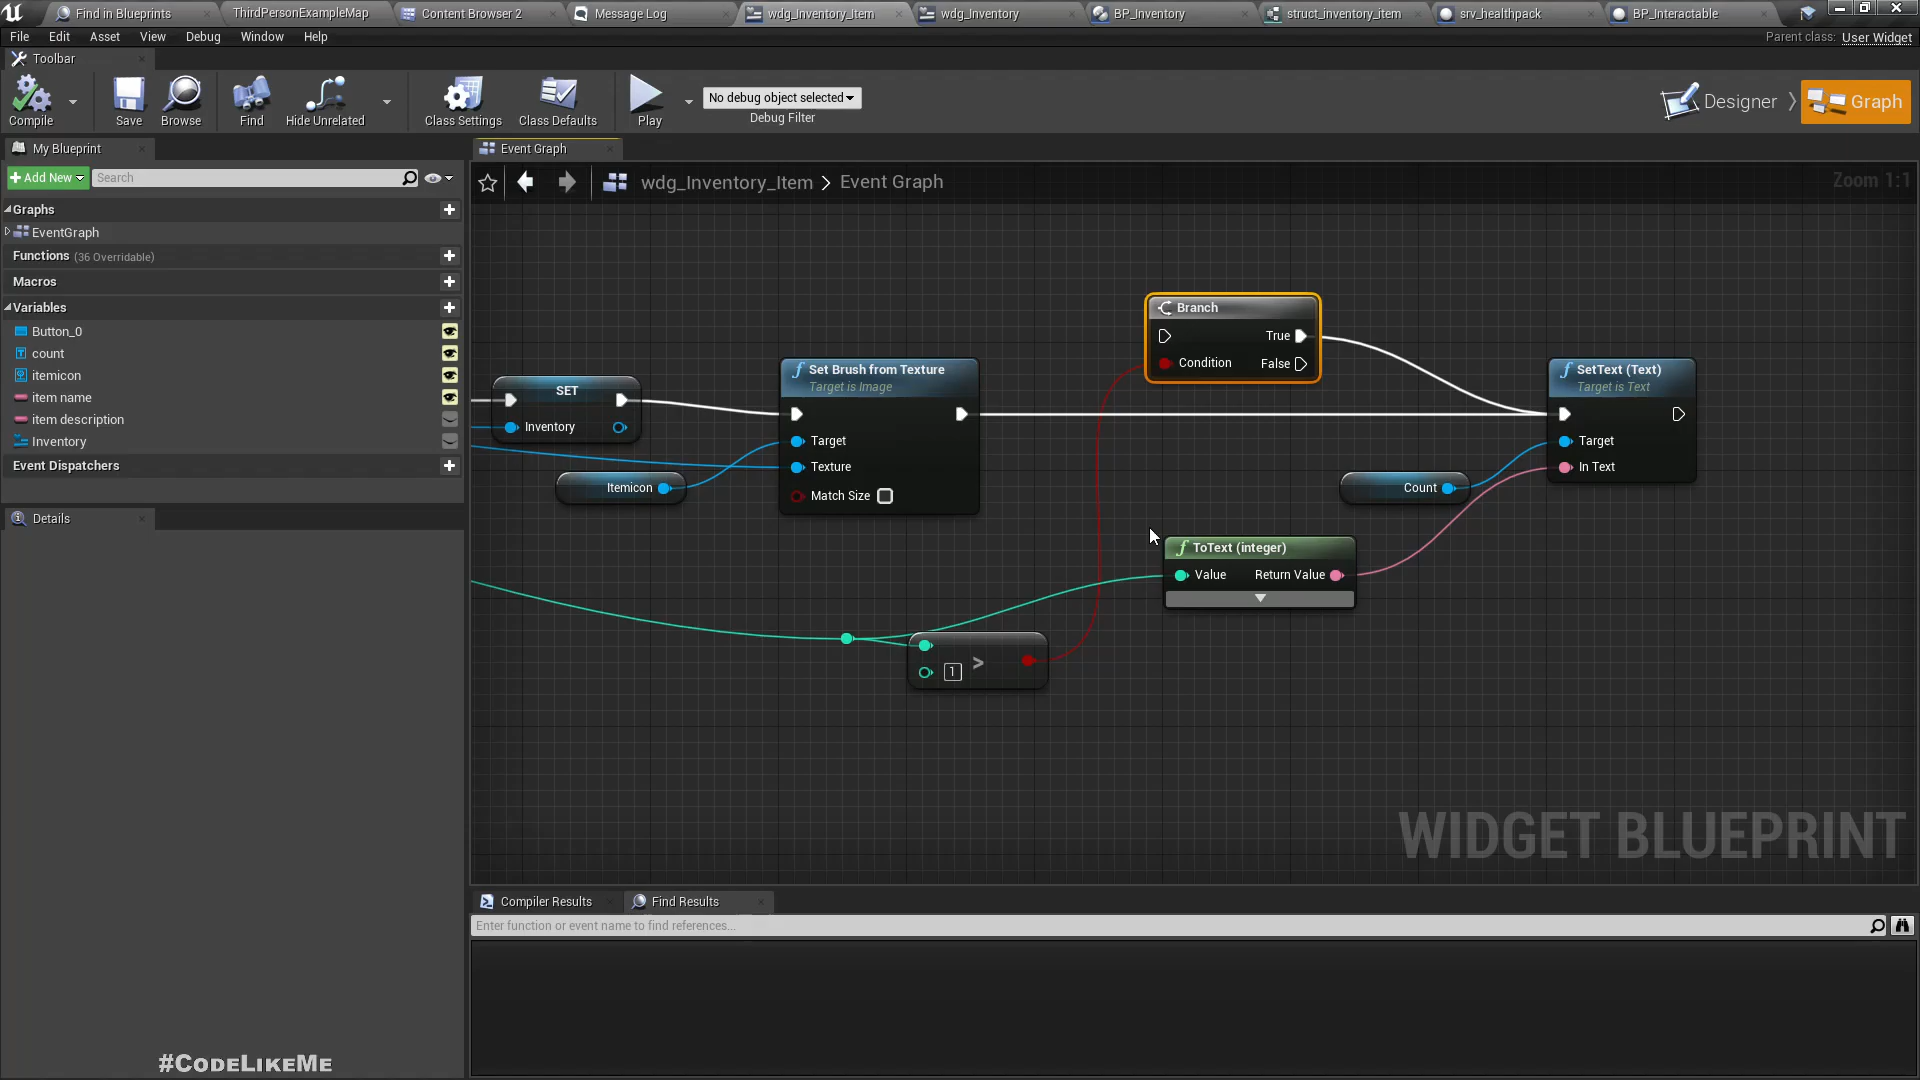 Find in Blueprints
ThirdPersonExampleMap
Content Browser 2
Message Log
wdg_Inventory_Item
wdg_Inventory
BP_Inventory
struct_inventory_item
srv_healthpack
BP_Interactable
File Edit Asset View Debug Window Help
Parent class: User Widget
Toolbar
Compile
Save
Browse
Find
Hide Unrelated
Class Settings
Class Defaults
Play
No debug object selected
Debug Filter
Designer
Graph
My Blueprint
Event Graph
Add New
Search
wdg_Inventory_Item > Event Graph
Zoom 1:1
Graphs
EventGraph
Functions (36 Overridable)
Macros
Variables
Button_0
count
itemicon
item name
item description
Inventory
Event Dispatchers
Details
SET
Inventory
Itemicon
Set Brush from Texture
Target is Image
Target
Texture
Match Size
Branch
True
Condition
False
SetText (Text)
Target is Text
Target
In Text
Count
ToText (integer)
Value
Return Value
1
>
WIDGET BLUEPRINT
Compiler Results
Find Results
Enter function or event name to find references...
#CodeLikeMe